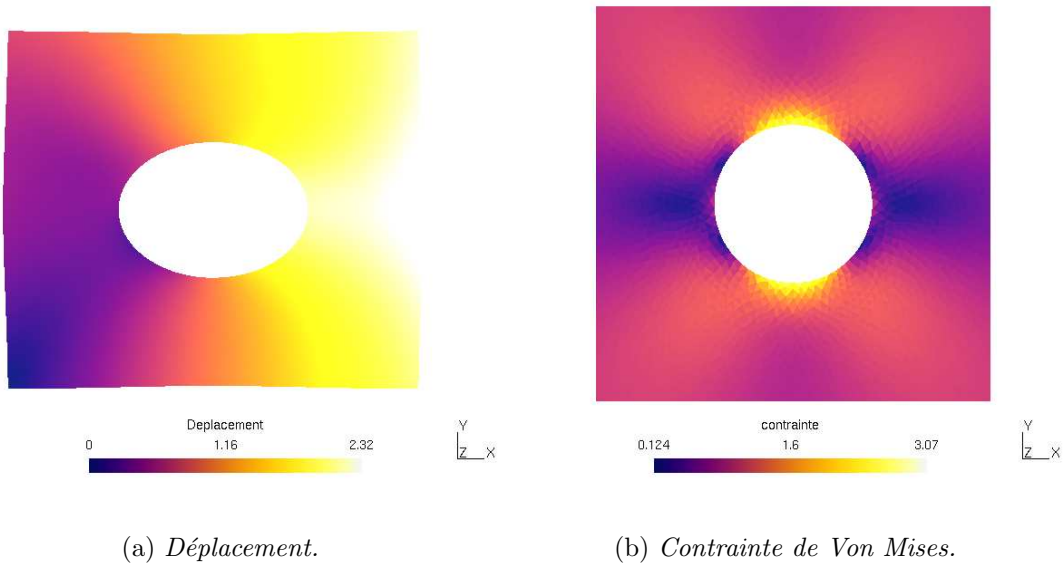 Deplacement
0 1.16 2.32
Y
Z X
contrainte
0.124 1.6 3.07
Y
Z X
(a) Déplacement.
(b) Contrainte de Von Mises.